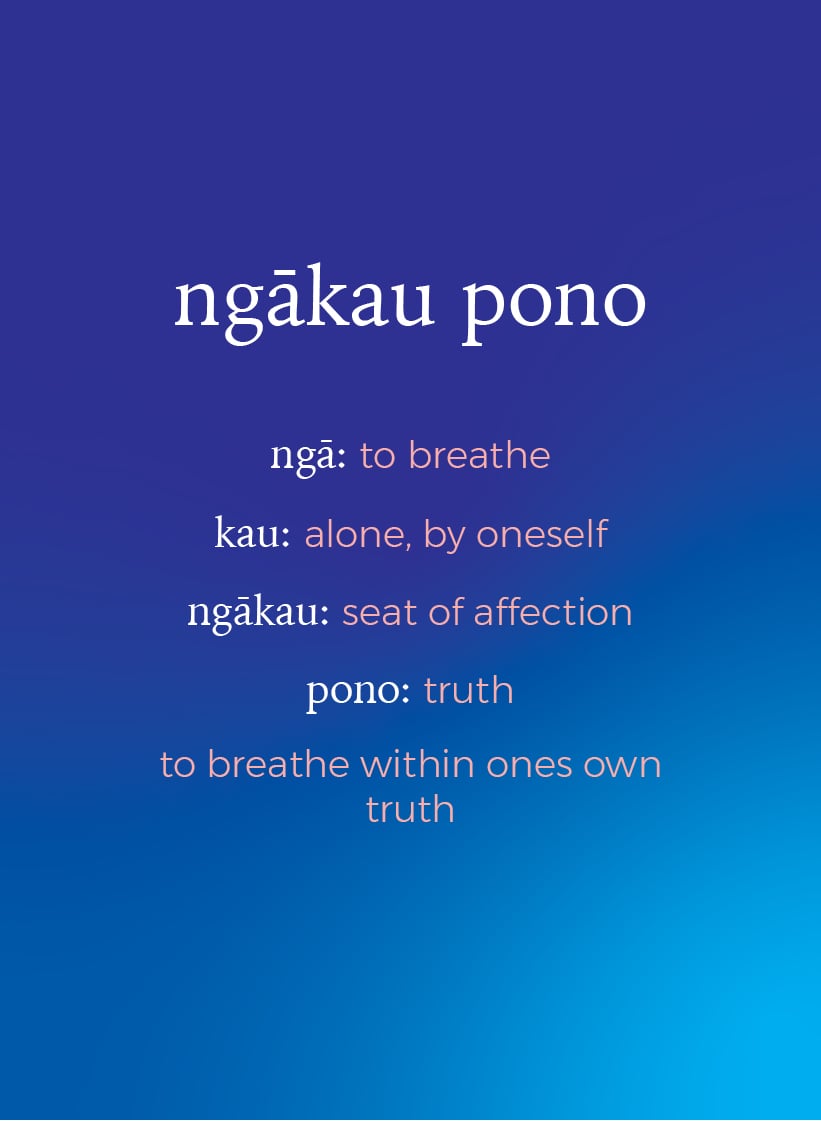 ngākau pono
ngā: to breathe
kau: alone, by oneself
ngākau: seat of affection
pono: truth
to breathe within ones own
truth